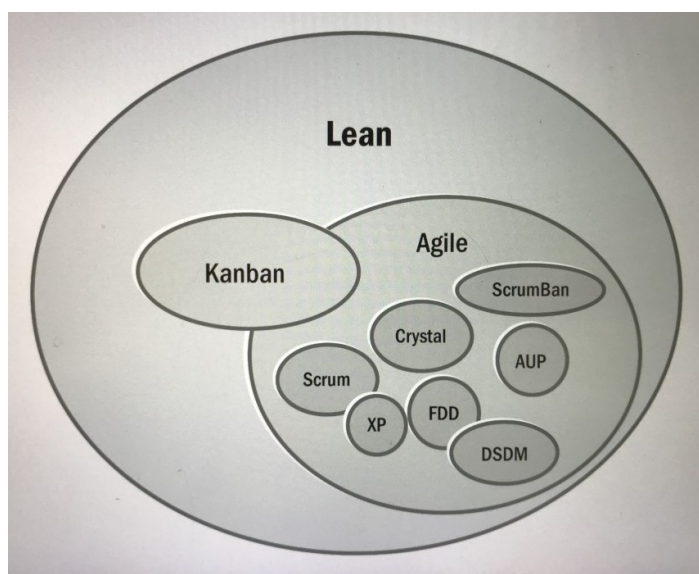 Lean
Agile
Kanban
ScrumBan
Crystal
AUP
Scrum
FDD
XP
DSDM